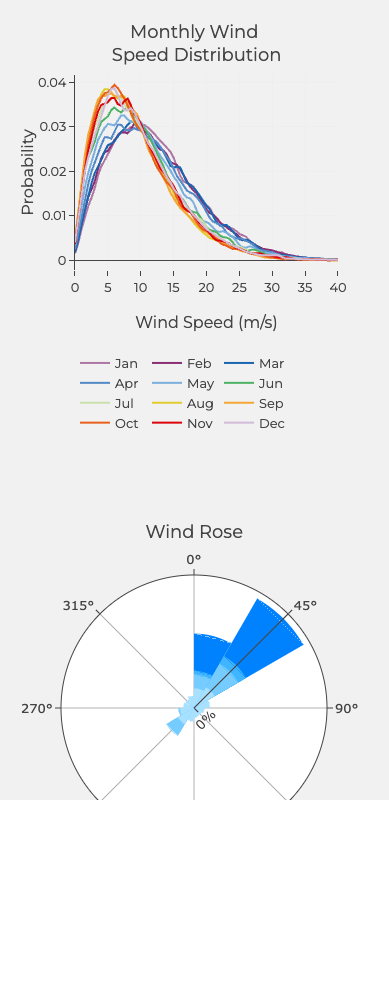 Monthly Wind
Speed Distribution
Probability
0.04
0.03
0.02
0.01
0
0 5 10 15 20 25 30 35 40
Wind Speed (m/s)
Jan Feb Mar
Apr May Jun
Jul Aug Sep
Oct Nov Dec
Wind Rose
0°
315° 45°
270° 90°
0%